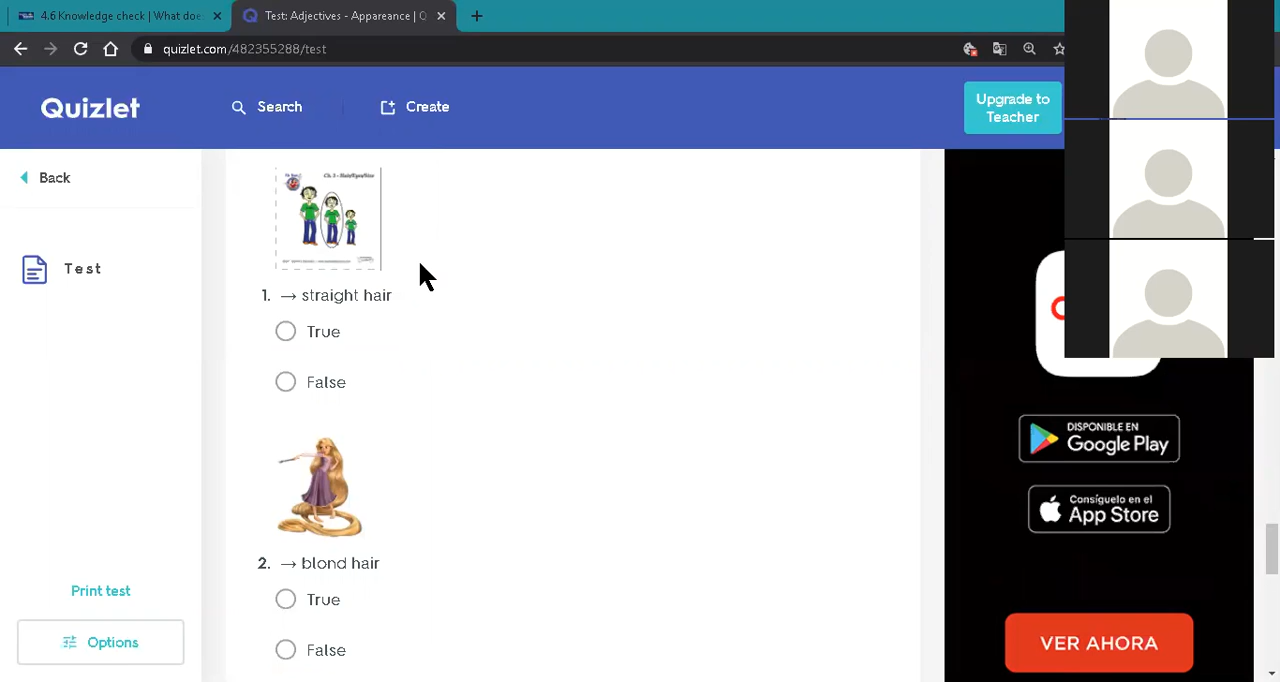 4.6 Knowledge check | What doe
Test: Adjectives - Appareance | Q
quizlet.com/482355288/test
Quizlet
Search
Create
Upgrade to
Teacher
Back
Test
Print test
Options
1. → straight hair
True
False
2. → blond hair
True
False
DISPONIBLE EN
Google Play
Consíguelo en el
App Store
VER AHORA